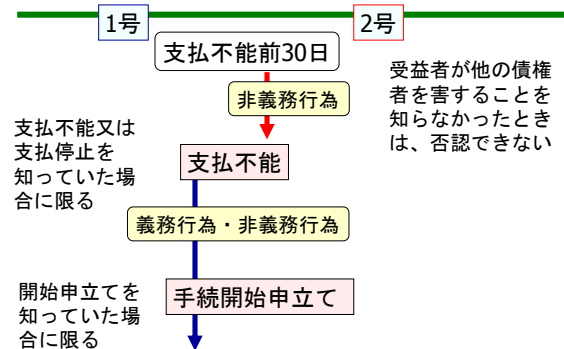 1号
2号
支払不能前30日
非義務行為
受益者が他の債権
者を害することを
知らなかったとき
は、否認できない
支払不能又は
支払停止を
知っていた場
合に限る
支払不能
義務行為・非義務行為
開始申立てを
知っていた場
合に限る
手続開始申立て